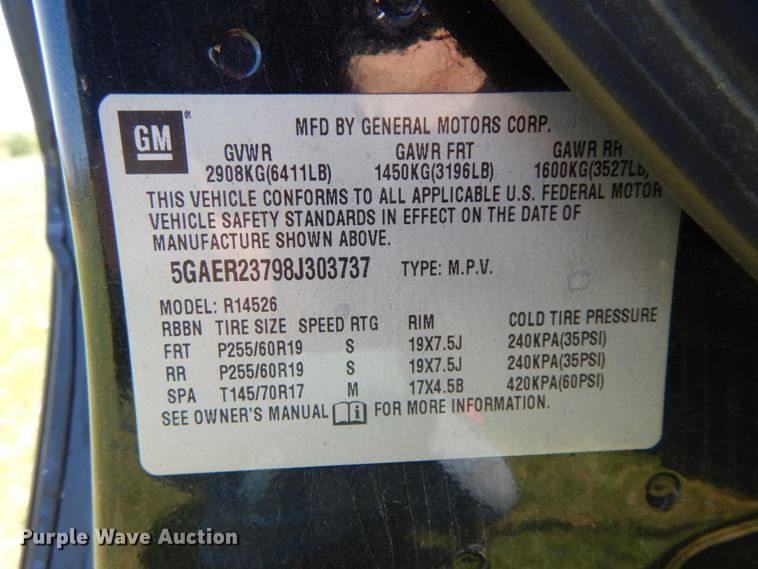 GM ®
MFD BY GENERAL MOTORS CORP.
GVWR GAWR FRT GAWR RR
2908KG(6411LB) 1450KG(3196LB) 1600KG(3527LB)
THIS VEHICLE CONFORMS TO ALL APPLICABLE U.S. FEDERAL MOTOR
VEHICLE SAFETY STANDARDS IN EFFECT ON THE DATE OF
MANUFACTURE SHOWN ABOVE.
5GAER23798J303737 TYPE: M.P.V.
MODEL: R14526
RBBN TIRE SIZE SPEED RTG RIM COLD TIRE PRESSURE
FRT P255/60R19 S 19X7.5J 240KPA(35PSI)
RR P255/60R19 S 19X7.5J 240KPA(35PSI)
SPA T145/70R17 M 17X4.5B 420KPA(60PSI)
SEE OWNER'S MANUAL i FOR MORE INFORMATION.
Purple Wave Auction